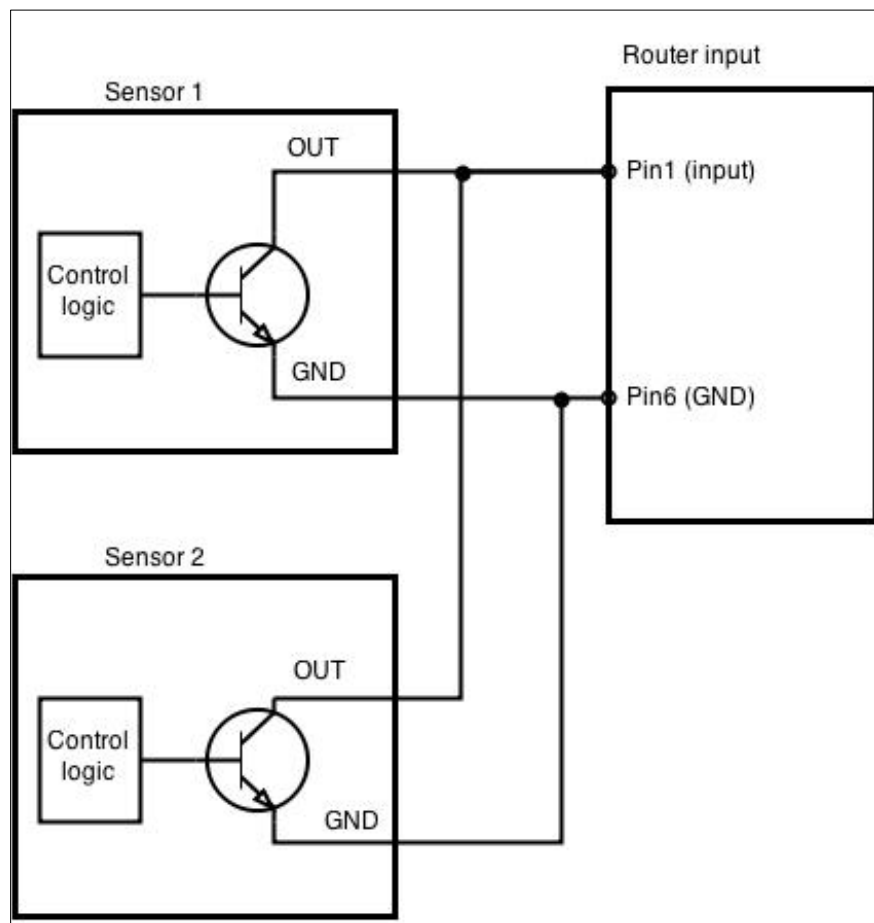 Router input
Sensor 1
OUT
Pin1 (input)
Control
logic
GND
Pin6 (GND)
Sensor 2
OUT
Control
logic
GND